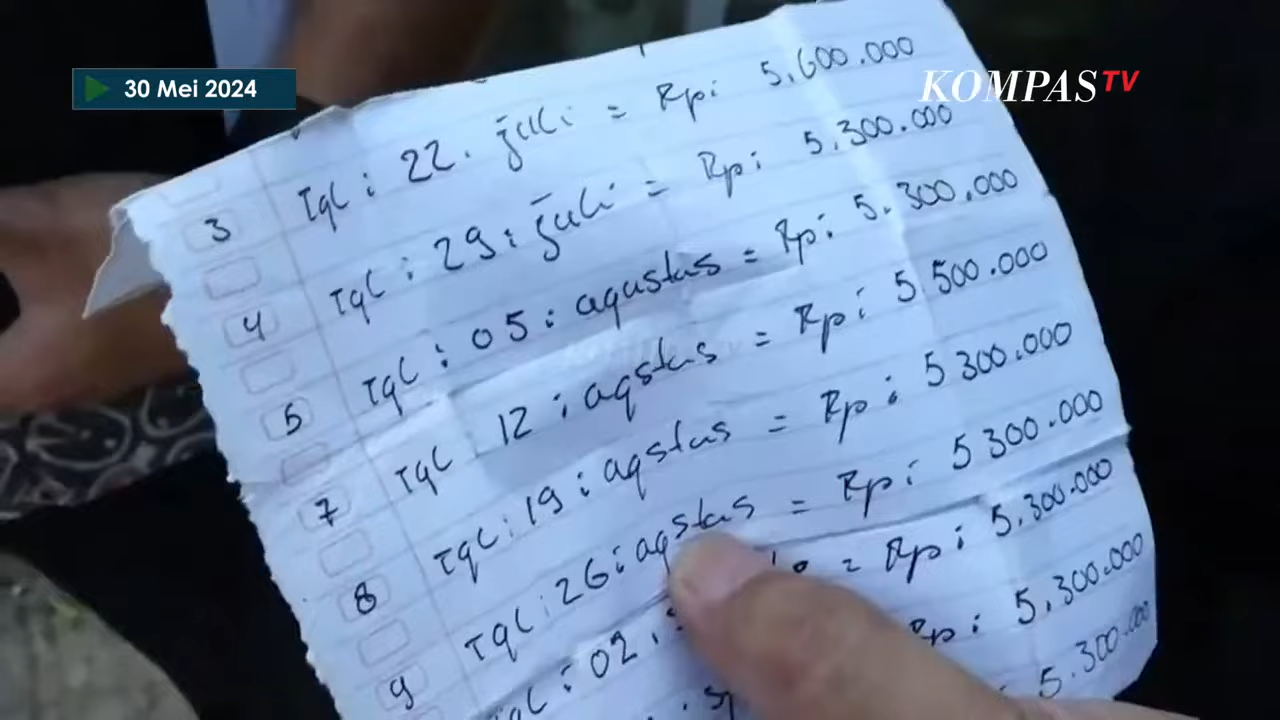 30 Mei 2024
KOMPASTV
3 Tgl : 22. juli = Rp: 5.600.000
4 Tgl : 29 : juli = Rp: 5.300.000
5 Tgl : 05 : agustus = Rp: 5.300.000
7 Tgl 12 : agstus = Rp: 5 500.000
8 Tgl : 19 : agstus = Rp: 5 300.000
9 Tgl : 26 : agstus = Rp: 5 300.000
Tgl : 02 . = Rp: 5.300.000
Rp: 5.300.000
5.300.000